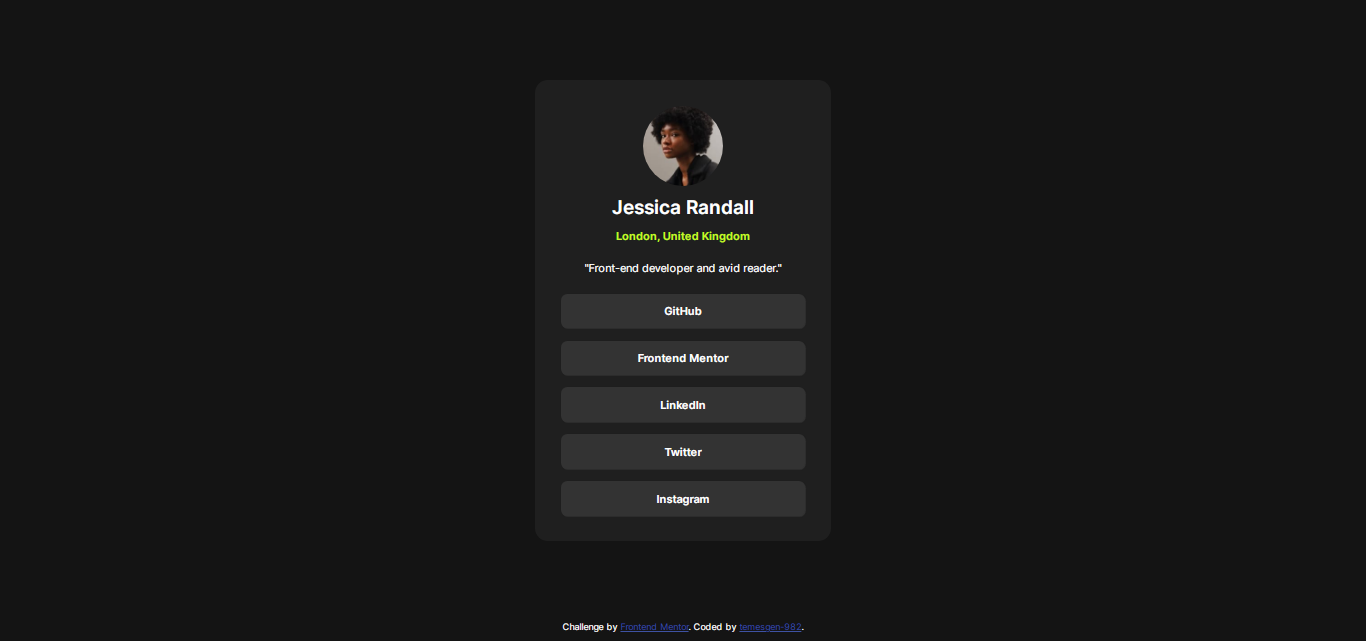 Jessica Randall
London, United Kingdom
"Front-end developer and avid reader."
GitHub
Frontend Mentor
LinkedIn
Twitter
Instagram
Challenge by Frontend Mentor. Coded by temesgen-982.